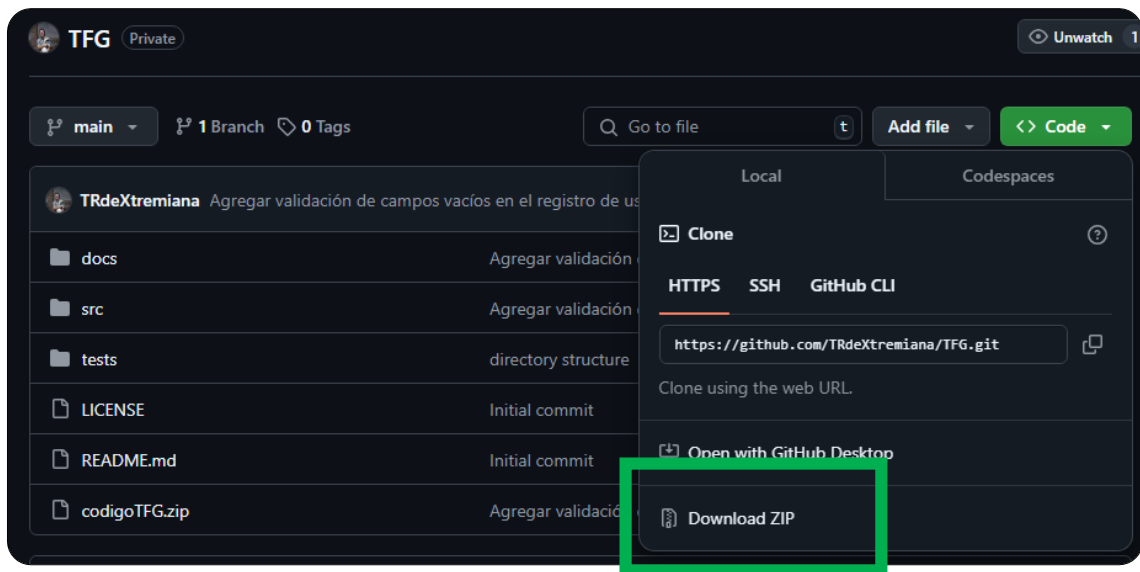 TFG Private Unwatch 1
main 1 Branch 0 Tags Go to file t Add file Code
Local Codespaces
TRdeXtremiana Agregar validación de campos vacíos en el registro de us
Clone
docs Agregar validación
HTTPS SSH GitHub CLI
src Agregar validación
https://github.com/TRdeXtremiana/TFG.git
tests directory structure
Clone using the web URL.
LICENSE Initial commit
Open with GitHub Desktop
README.md Initial commit
codigoTFG.zip Agregar validación
Download ZIP